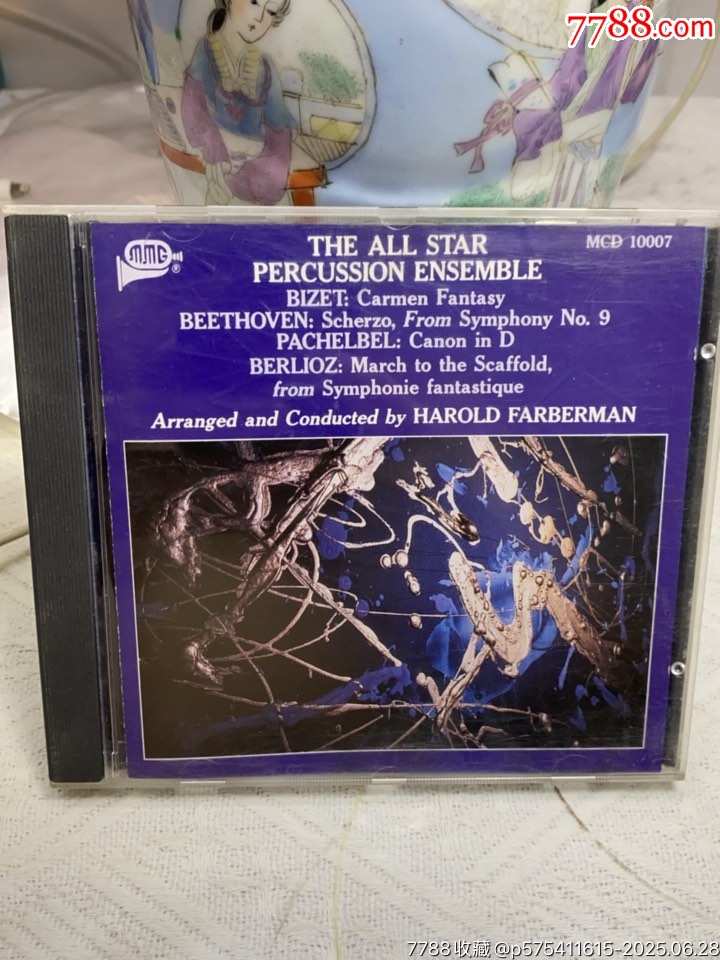 7788.com
MMG
®
THE ALL STAR
PERCUSSION ENSEMBLE
MCD 10007
BIZET: Carmen Fantasy
BEETHOVEN: Scherzo, From Symphony No. 9
PACHELBEL: Canon in D
BERLIOZ: March to the Scaffold,
from Symphonie fantastique
Arranged and Conducted by HAROLD FARBERMAN
7788收藏 @p575411615-2025.06.28